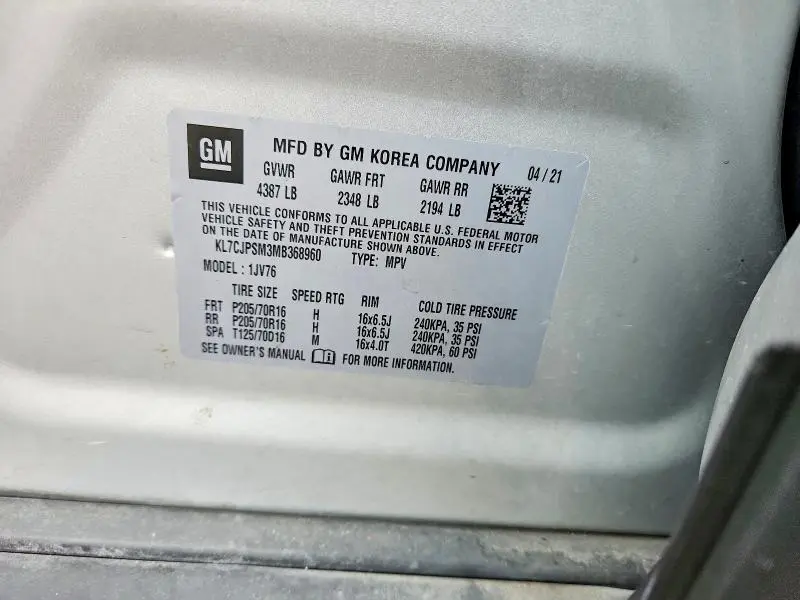 GM MFD BY GM KOREA COMPANY 04/21
GVWR GAWR FRT GAWR RR
4387 LB 2348 LB 2194 LB
THIS VEHICLE CONFORMS TO ALL APPLICABLE U.S. FEDERAL MOTOR
VEHICLE SAFETY AND THEFT PREVENTION STANDARDS IN EFFECT
ON THE DATE OF MANUFACTURE SHOWN ABOVE.
KL7CJPSM3MB368960 TYPE: MPV
MODEL : 1JV76
TIRE SIZE SPEED RTG RIM COLD TIRE PRESSURE
FRT P205/70R16 H 16x6.5J 240KPA, 35 PSI
RR P205/70R16 H 16x6.5J 240KPA, 35 PSI
SPA T125/70D16 M 16x4.0T 420KPA, 60 PSI
SEE OWNER'S MANUAL FOR MORE INFORMATION.